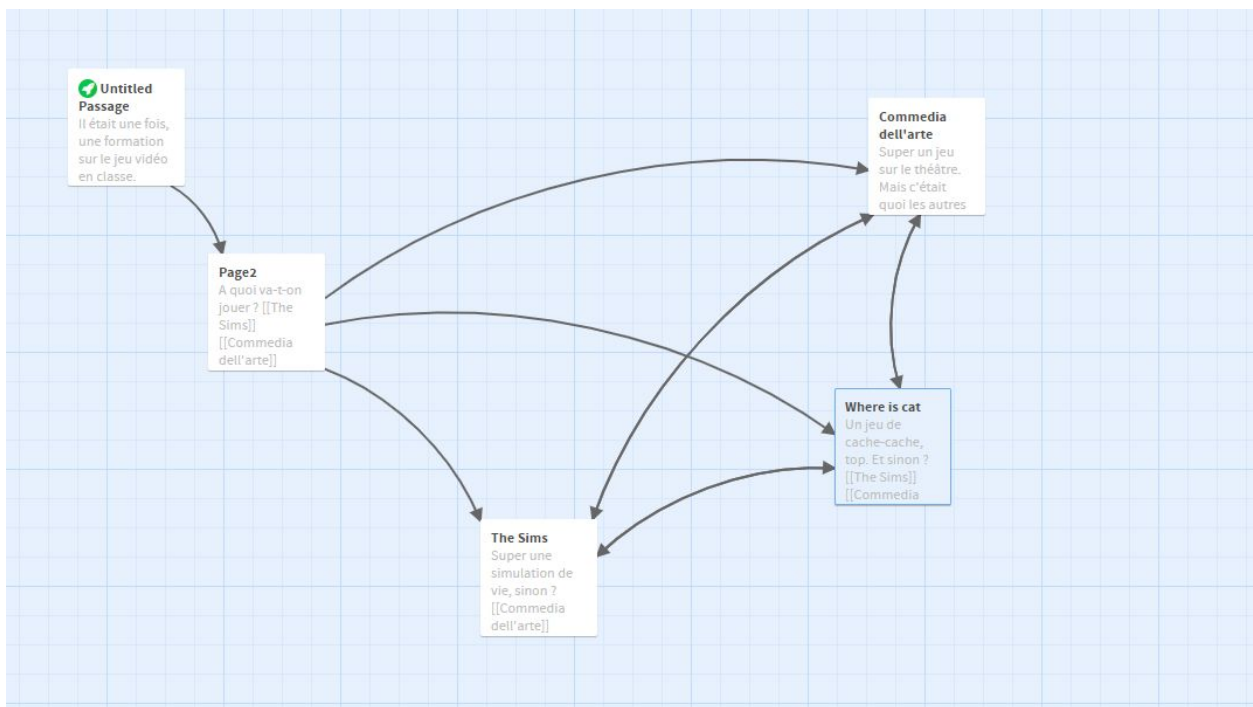 Untitled
Passage
Il était une fois,
une formation
sur le jeu vidéo
en classe.
Page2
A quoi va-t-on
jouer ? [[The
Sims]]
[[Commedia
dell'arte]]
Commedia
dell'arte
Super un jeu
sur le théâtre.
Mais c'était
quoi les autres
Where is cat
Un jeu de
cache-cache,
top. Et sinon ?
[[The Sims]]
[[Commedia
The Sims
Super une
simulation de
vie, sinon ?
[[Commedia
dell'arte]]